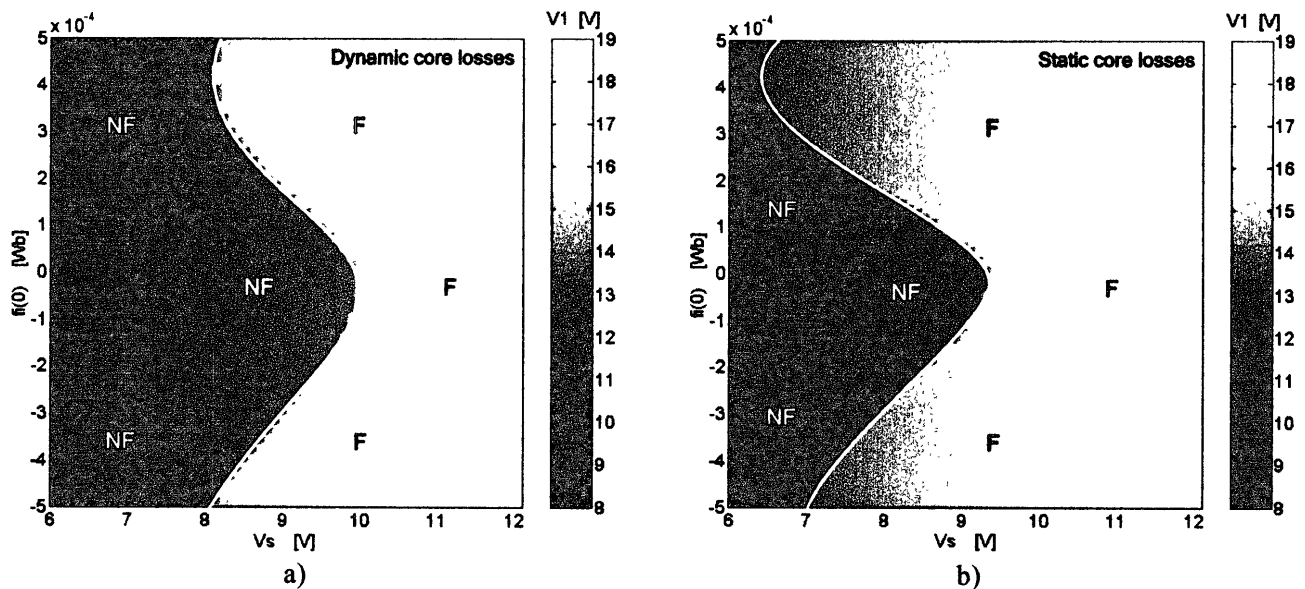 x 10⁻⁴
V1 [V]
5
4
3
2
1
0
-1
-2
-3
-4
-5
fi(0) [Wb]
Dynamic core losses
NF
F
NF
F
NF
F
6
7
8
9
10
11
12
Vs [V]
19
18
17
16
15
14
13
12
11
10
9
8
a)
x 10⁻⁴
V1 [V]
5
4
3
2
1
0
-1
-2
-3
-4
-5
fi(0) [Wb]
Static core losses
F
NF
NF
F
NF
F
6
7
8
9
10
11
12
Vs [V]
19
18
17
16
15
14
13
12
11
10
9
8
b)